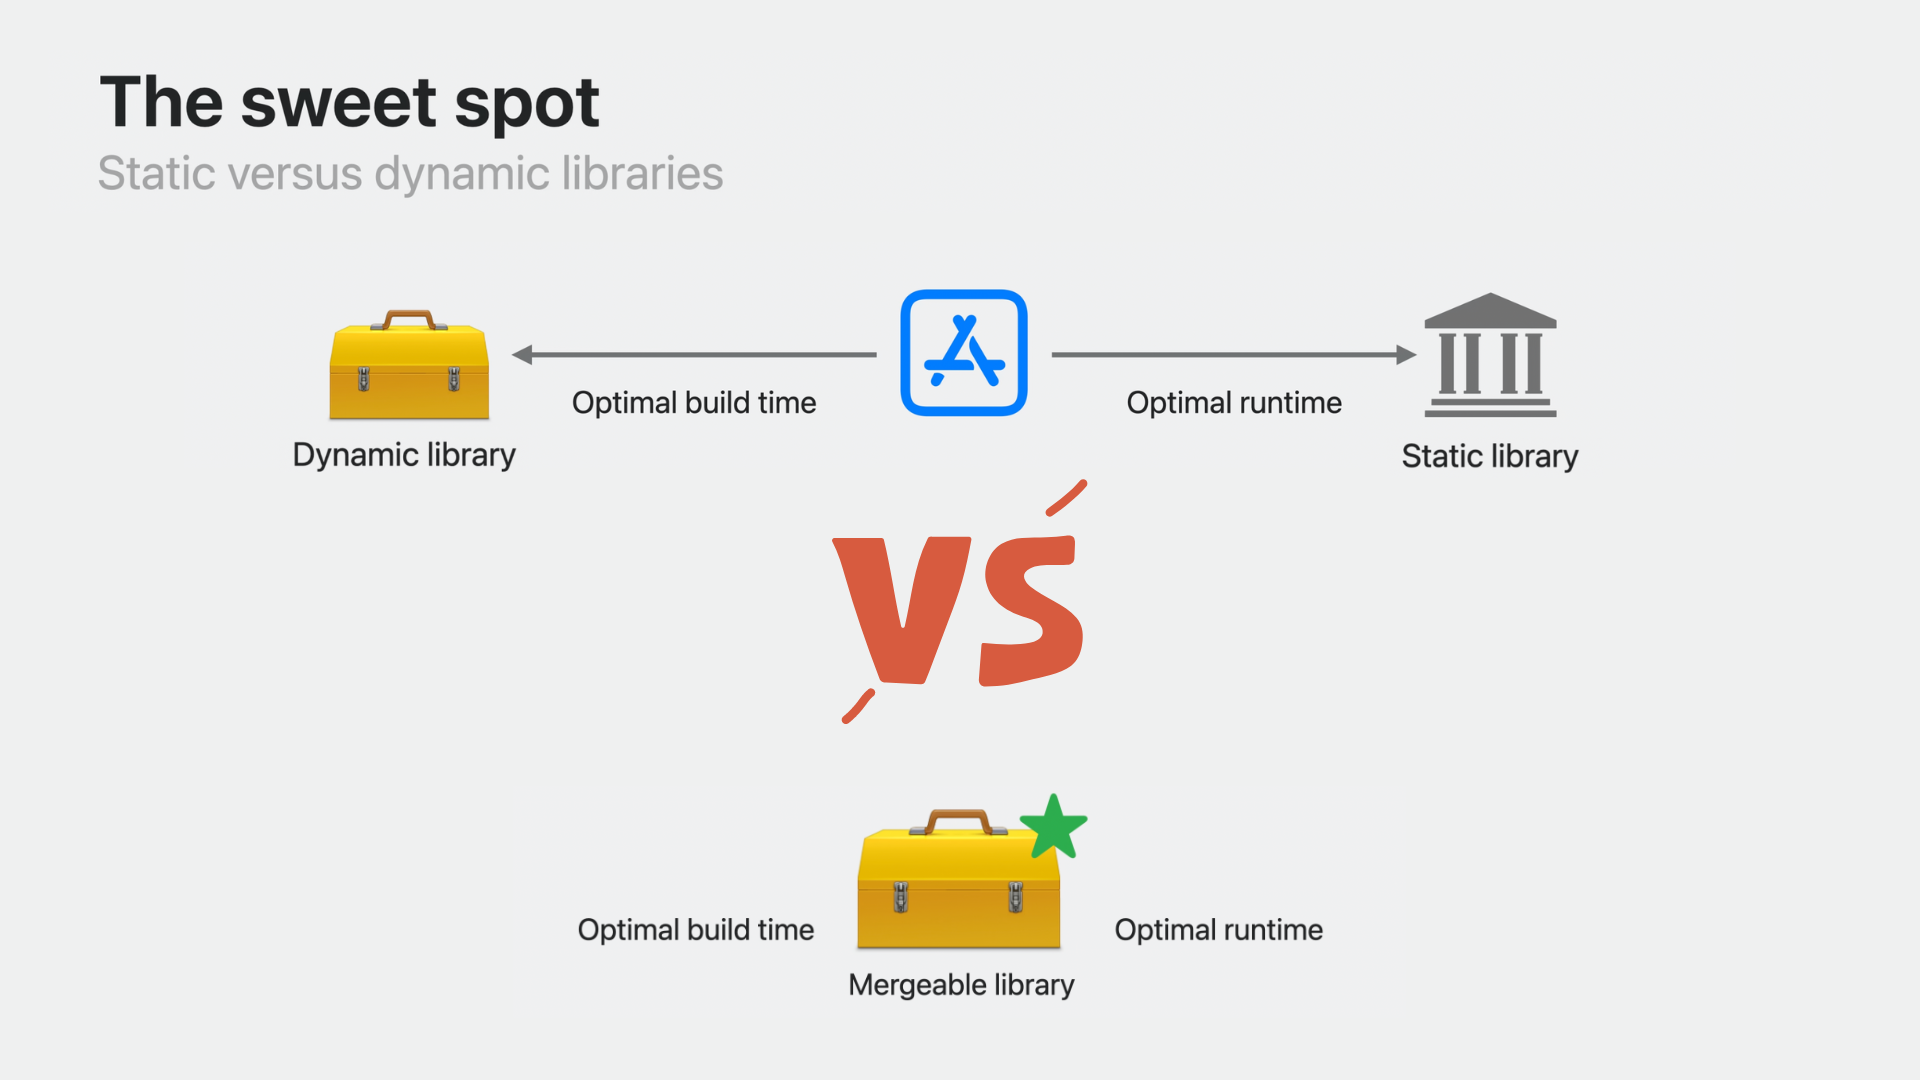 The sweet spot
Static versus dynamic libraries
Optimal build time
Optimal runtime
Dynamic library
Static library
VS
Optimal build time
Optimal runtime
Mergeable library